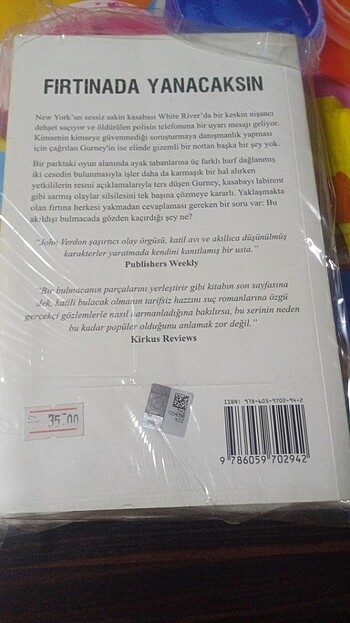 FIRTINADA YANACAKSIN
New York'un sessiz sakin kasabası White River'da bir keskin nişancı
dehşet saçıyor ve öldürülen polisin telefonuna bir uyarı mesajı geliyor.
Kimsenin kimseye güvenmediği soruşturmaya danışmanlık yapması
için çağrılan Gurney'in ise elinde gizemli bir nottan başka bir şey yok.
Bir parktaki oyun alanında ayak tabanlarına üç farklı harf dağlanmış
iki cesedin bulunmasıyla işler daha da karmaşık bir hal alırken
yetkililerin resmi açıklamalarıyla ters düşen Gurney, kasabayı labirent
gibi sarmış olaylar silsilesini tek başına çözmeye kararlı. Yaklaşmakta
olan fırtına herkesi yakmadan cevaplaması gereken bir soru var: Bu
akıldışı bulmacada gözden kaçırdığı şey ne?
"John Verdon şaşırtıcı olay örgüsü, katil avı ve akıllıca düşünülmüş
karakterler yaratmada kendini kanıtlamış bir usta."
Publishers Weekly
"Bir bulmacanın parçalarını yerleştirir gibi kitabın son sayfasına
dek, katili bulacak olmanın tarifsiz hazzını suç romanlarına özgü
gerçekçi gözlemlerle nasıl harmanladığına bakılırsa, bu serinin neden
bu kadar popüler olduğunu anlamak zor değil."
Kirkus Reviews
ISBN: 978-605-9702-94-2
35.00
9 786059 702942